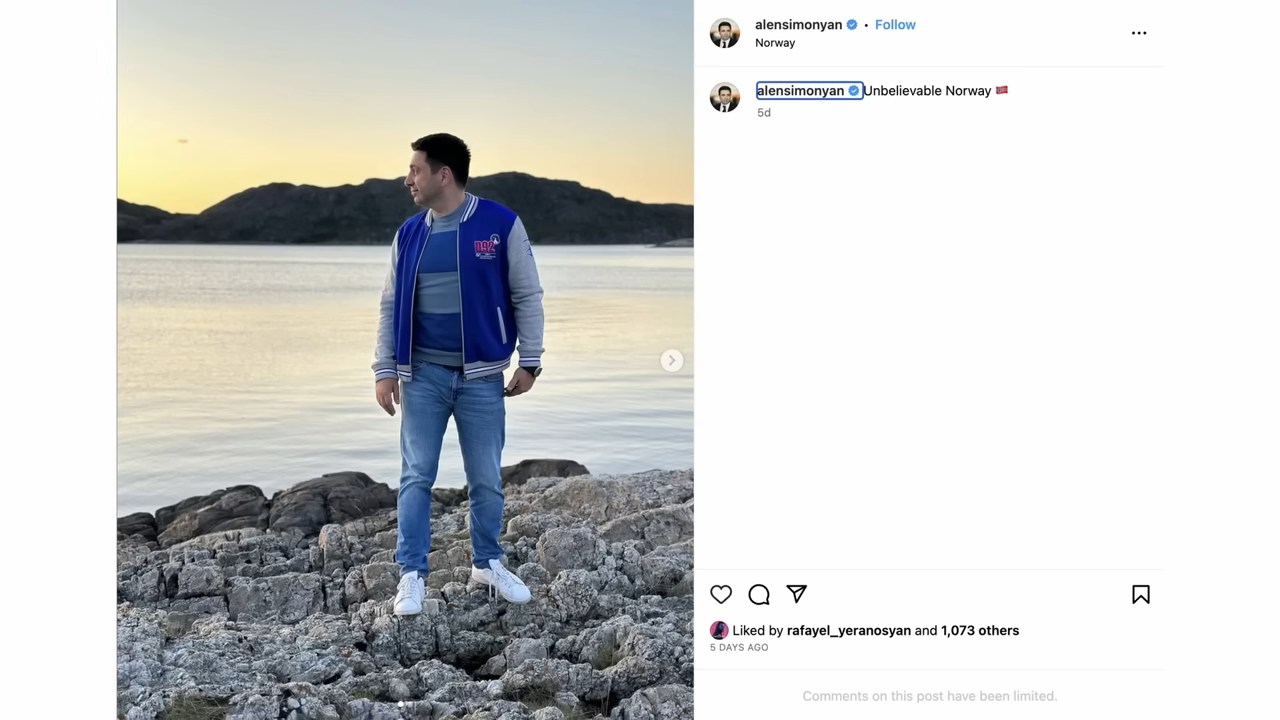 alensimonyan • Follow
Norway
alensimonyan Unbelievable Norway 🇳🇴
5d
D92
Liked by rafayel_yeranosyan and 1,073 others
5 DAYS AGO
Comments on this post have been limited.